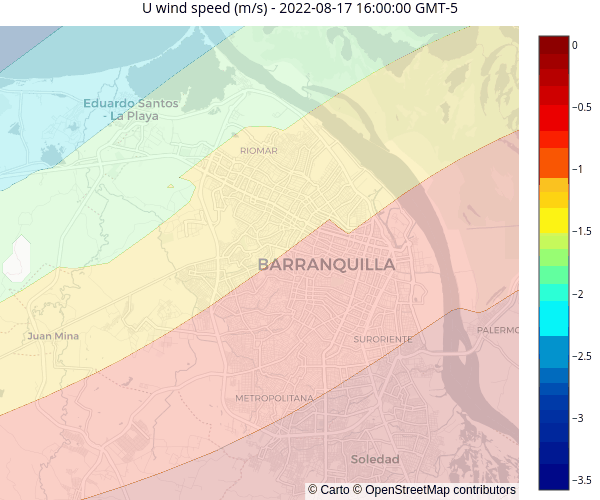 U wind speed (m/s) - 2022-08-17 16:00:00 GMT-5
0
−0.5
−1
−1.5
−2
−2.5
−3
−3.5
Eduardo Santos
- La Playa
RIOMAR
BARRANQUILLA
Juan Mina
PALERMO
SURORIENTE
METROPOLITANA
Soledad
© Carto © OpenStreetMap contributors